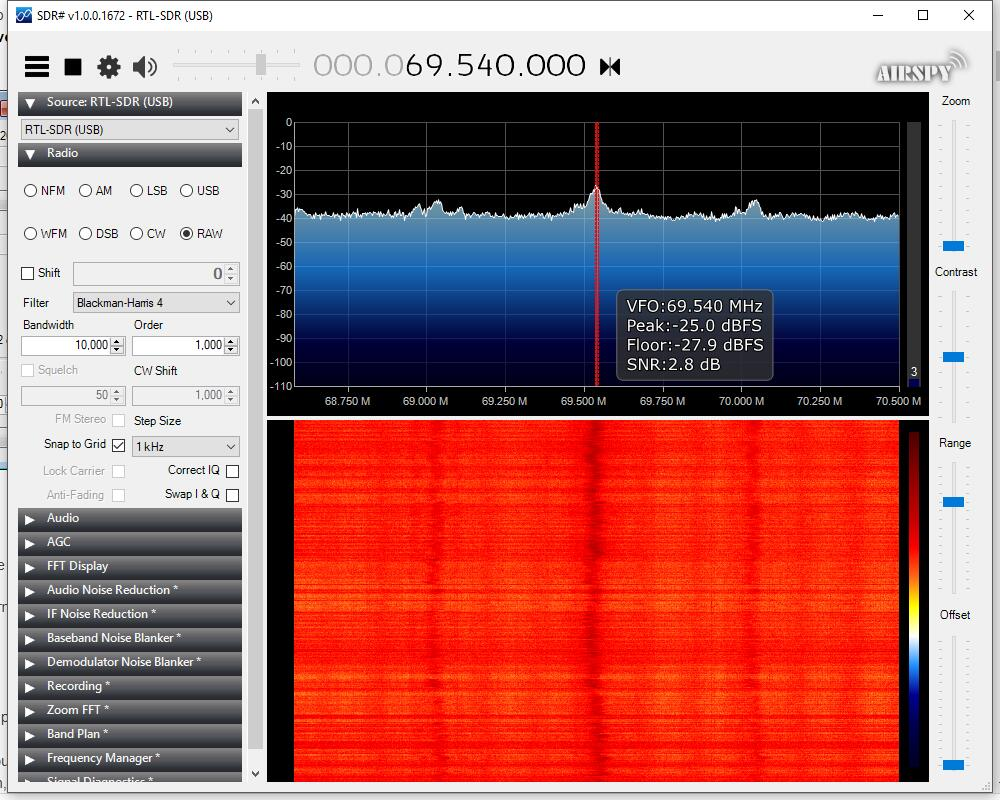 SDR# v1.0.0.1672 - RTL-SDR (USB)
000.069.540.000
AIRSPY
Source: RTL-SDR (USB)
RTL-SDR (USB)
Radio
NFM AM LSB USB
WFM DSB CW RAW
Shift 0
Filter Blackman-Harris 4
Bandwidth Order
10,000 1,000
Squelch CW Shift
50 1,000
FM Stereo Step Size
Snap to Grid 1 kHz
Lock Carrier Correct IQ
Anti-Fading Swap I & Q
Audio
AGC
FFT Display
Audio Noise Reduction *
IF Noise Reduction *
Baseband Noise Blanker *
Demodulator Noise Blanker *
Recording *
Zoom FFT *
Band Plan *
Frequency Manager *
Signal Diagnostics *
0
-10
-20
-30
-40
-50
-60
-70
-80
-90
-100
-110
VFO:69.540 MHz
Peak:-25.0 dBFS
Floor:-27.9 dBFS
SNR:2.8 dB
3
68.750 M 69.000 M 69.250 M 69.500 M 69.750 M 70.000 M 70.250 M 70.500 M
Zoom
Contrast
Range
Offset